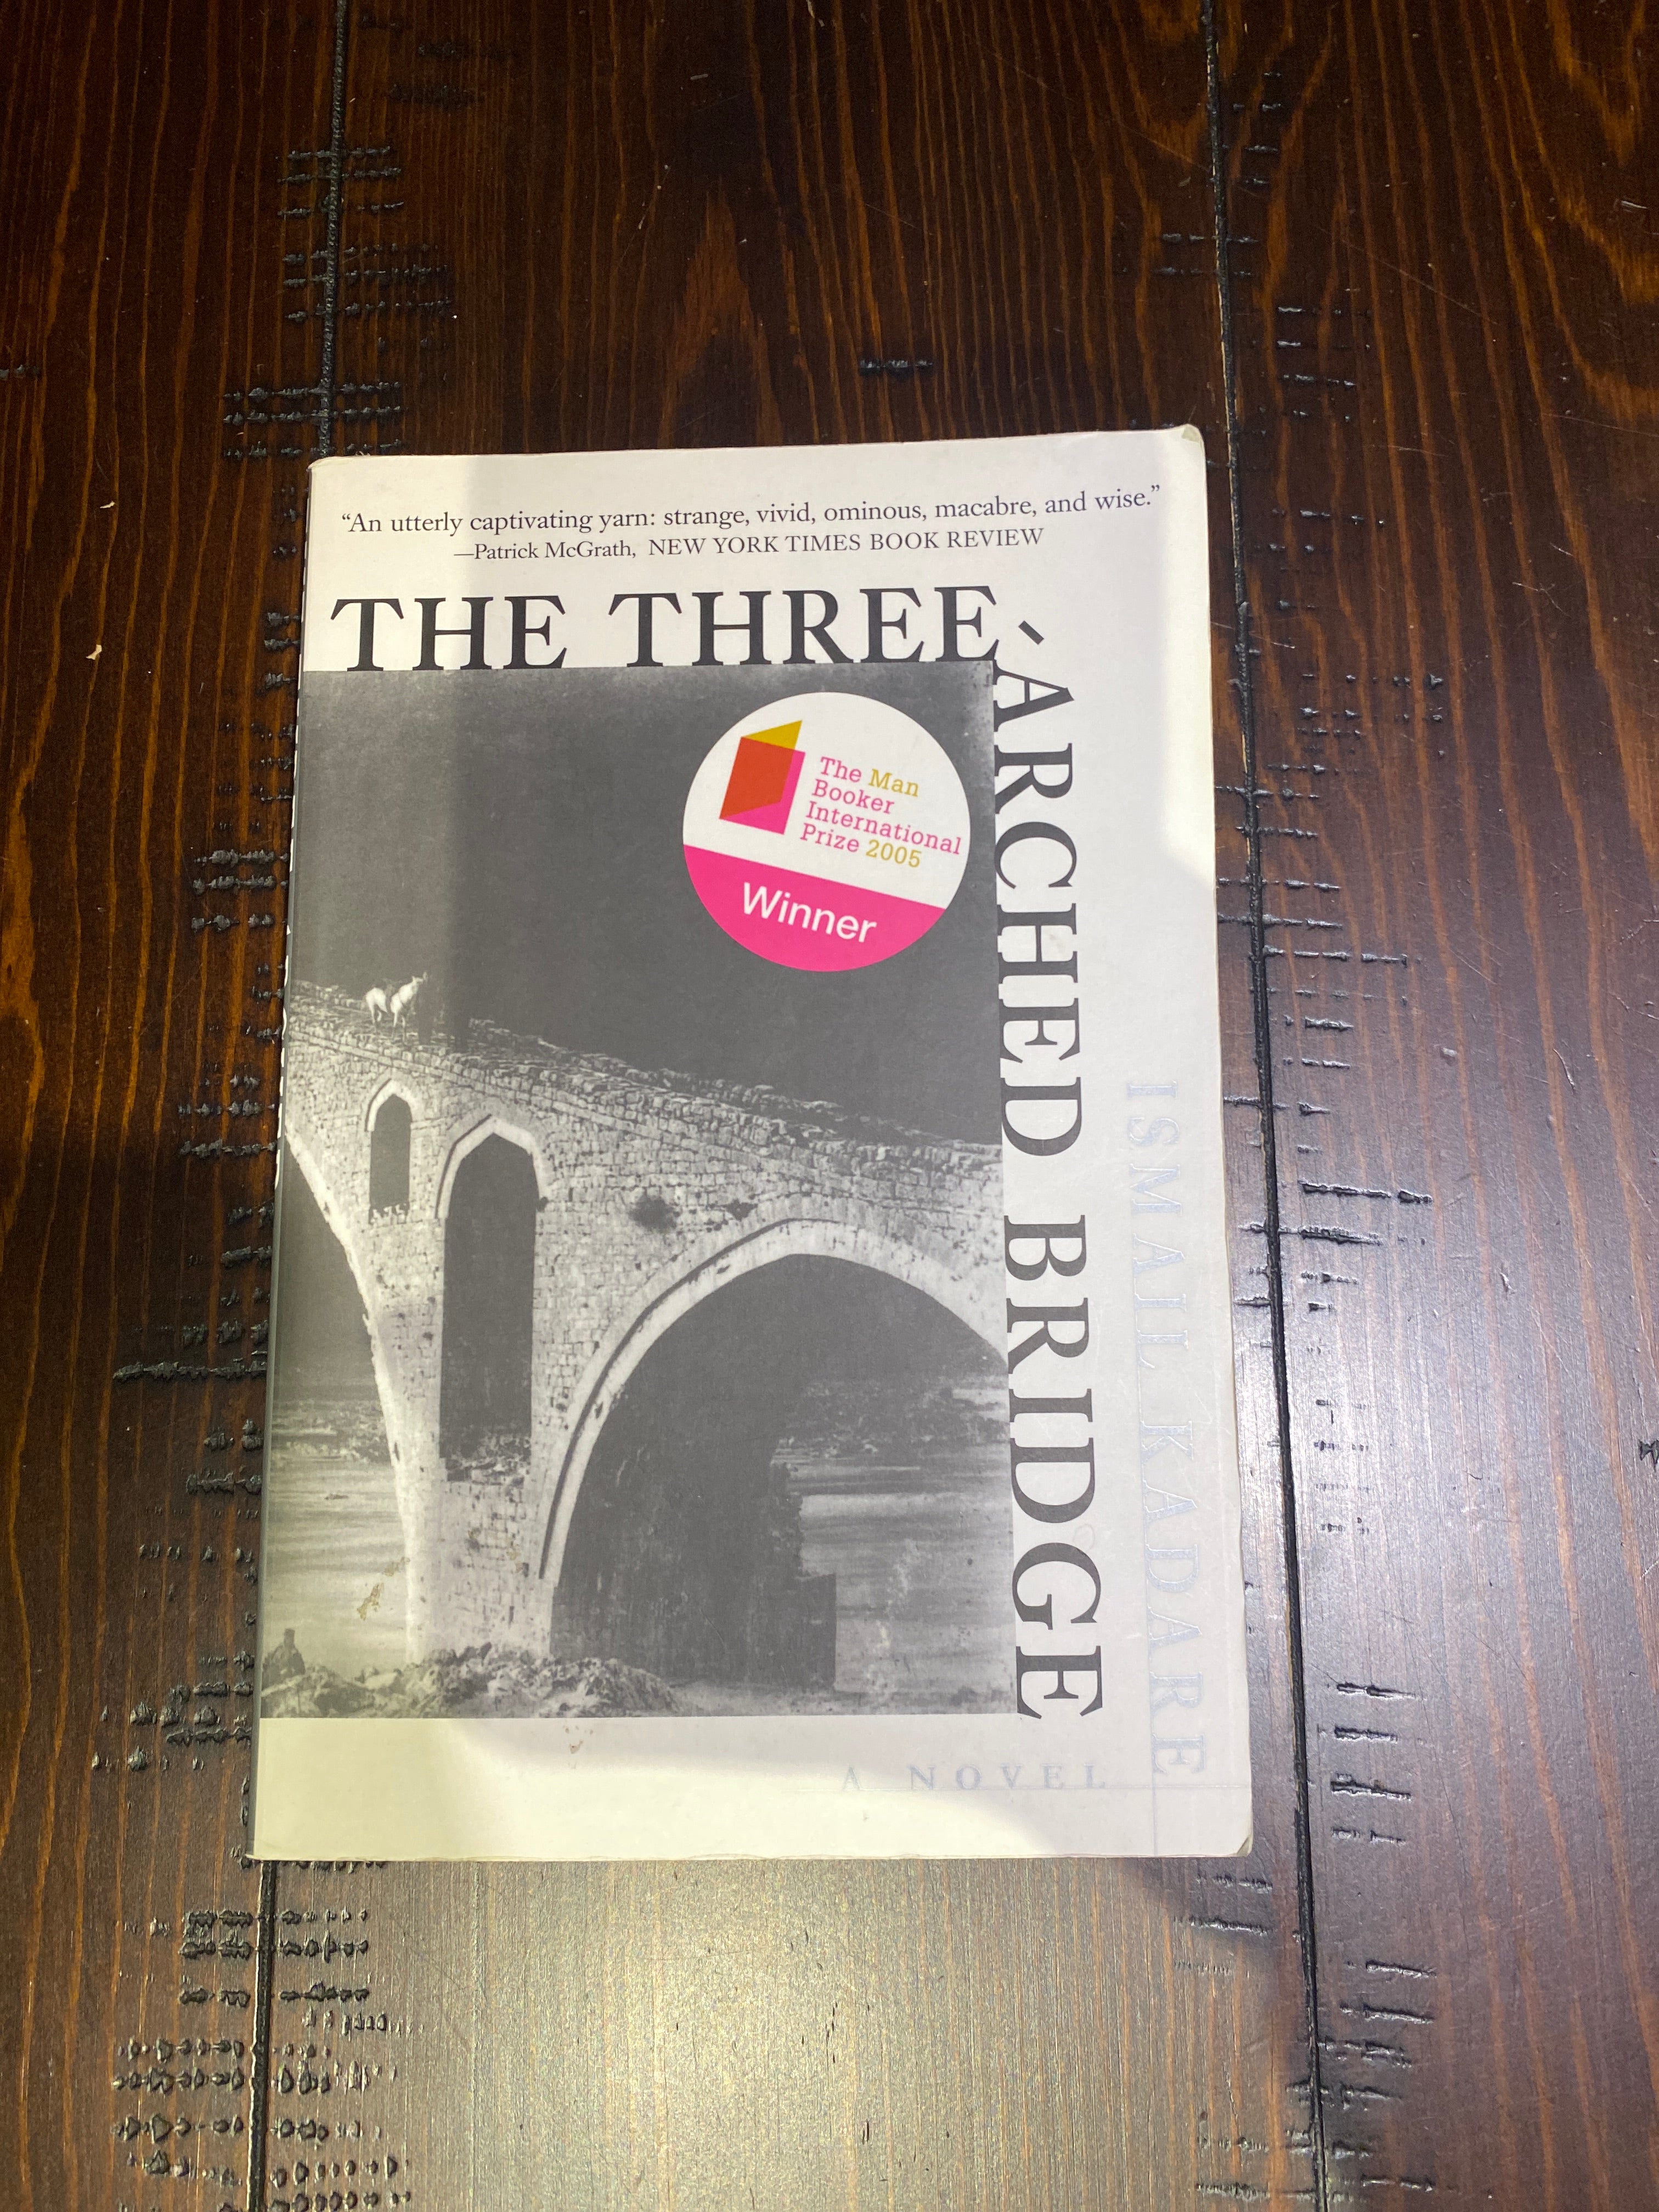 “An utterly captivating yarn: strange, vivid, ominous, macabre, and wise.”
—Patrick McGrath, NEW YORK TIMES BOOK REVIEW
THE THREE-ARCHED BRIDGE
The Man
Booker
International
Prize 2005
Winner
ISMAIL KADARE
A NOVEL